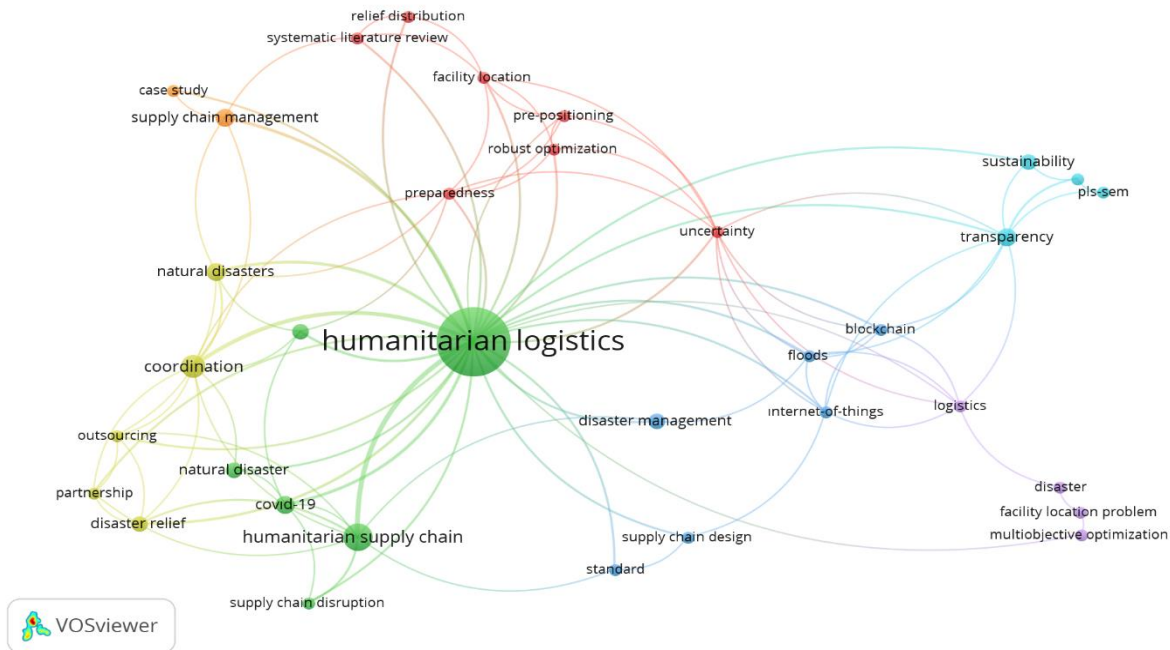 relief distribution
systematic literature review
facility location
case study
supply chain management
pre-positioning
robust optimization
sustainability
pls-sem
preparedness
uncertainty
transparency
natural disasters
blockchain
humanitarian logistics
floods
coordination
internet-of-things
logistics
disaster management
outsourcing
natural disaster
partnership
covid-19
disaster
disaster relief
humanitarian supply chain
facility location problem
supply chain design
multiobjective optimization
standard
supply chain disruption
VOSviewer